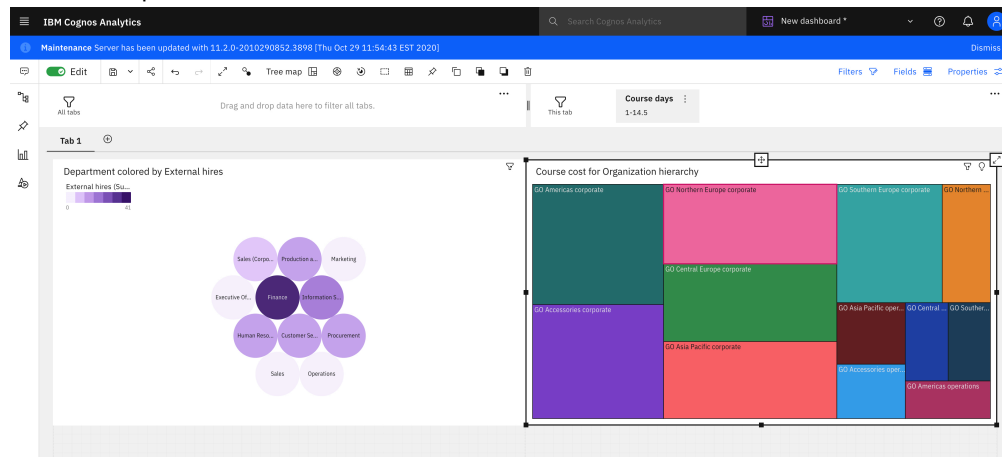 IBM Cognos Analytics
Search Cognos Analytics
New dashboard *
Maintenance Server has been updated with 11.2.0-2010290852.3898 [Thu Oct 29 11:54:43 EST 2020]
Dismiss
Edit
Tree map
Filters
Fields
Properties
All tabs
Drag and drop data here to filter all tabs.
This tab
Course days
1-14.5
Tab 1
Department colored by External hires
External hires (Su...
0
41
Sales (Corpo...
Production a...
Marketing
Executive Of...
Finance
Information S...
Human Reso...
Customer Se...
Procurement
Sales
Operations
Course cost for Organization hierarchy
GO Americas corporate
GO Northern Europe corporate
GO Southern Europe corporate
GO Northern ...
GO Central Europe corporate
GO Accessories corporate
GO Asia Pacific oper...
GO Central ...
GO Souther...
GO Asia Pacific corporate
GO Accessories oper...
GO Americas operations